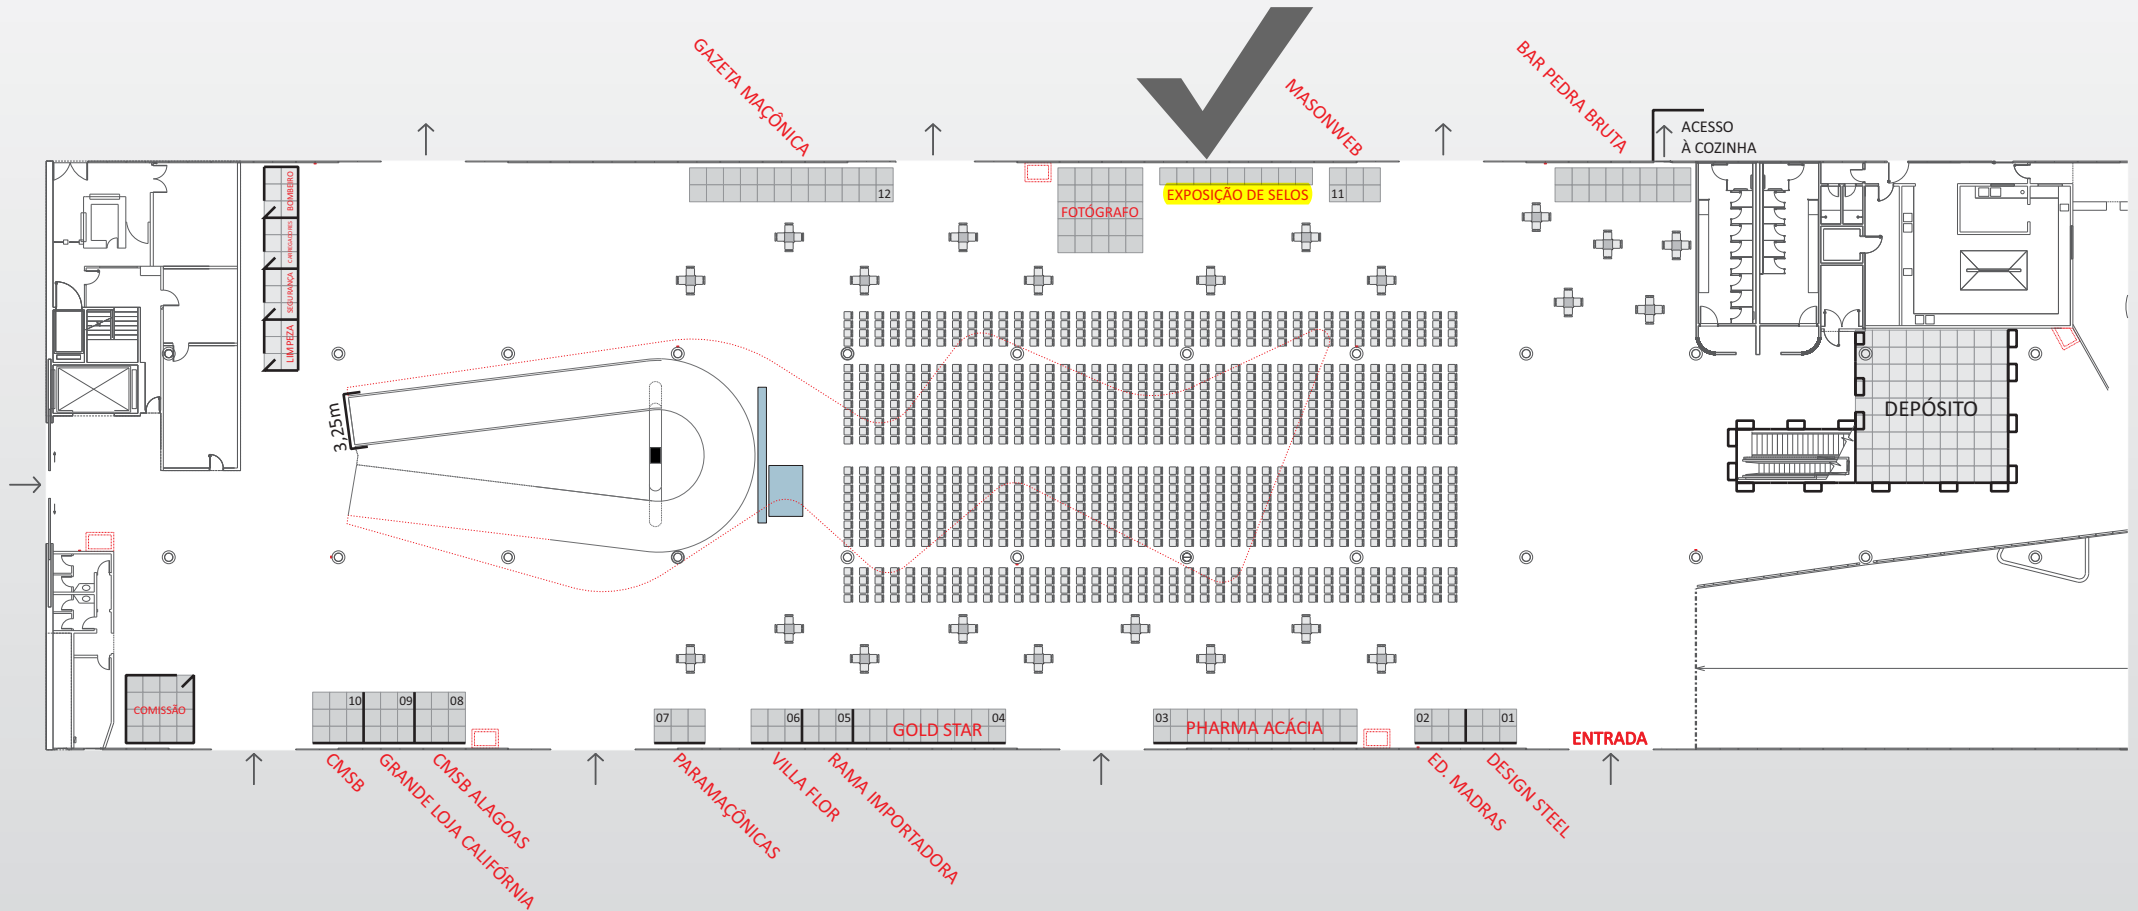 GAZETA MAÇÔNICA
MASONWEB
BAR PEDRA BRUTA
ACESSO
À COZINHA
12
FOTÓGRAFO
EXPOSIÇÃO DE SELOS
11
BOMBEIRO
CARREGADORES
SEGURANÇA
LIMPEZA
3,25m
DEPÓSITO
COMISSÃO
10
09
08
07
06
05
GOLD STAR
04
03
PHARMA ACÁCIA
02
01
ENTRADA
CMSB
GRANDE LOJA CALIFÓRNIA
CMSB ALAGOAS
PARAMAÇÔNICAS
VILLA FLOR
RAMA IMPORTADORA
ED. MADRAS
DESIGN STEEL